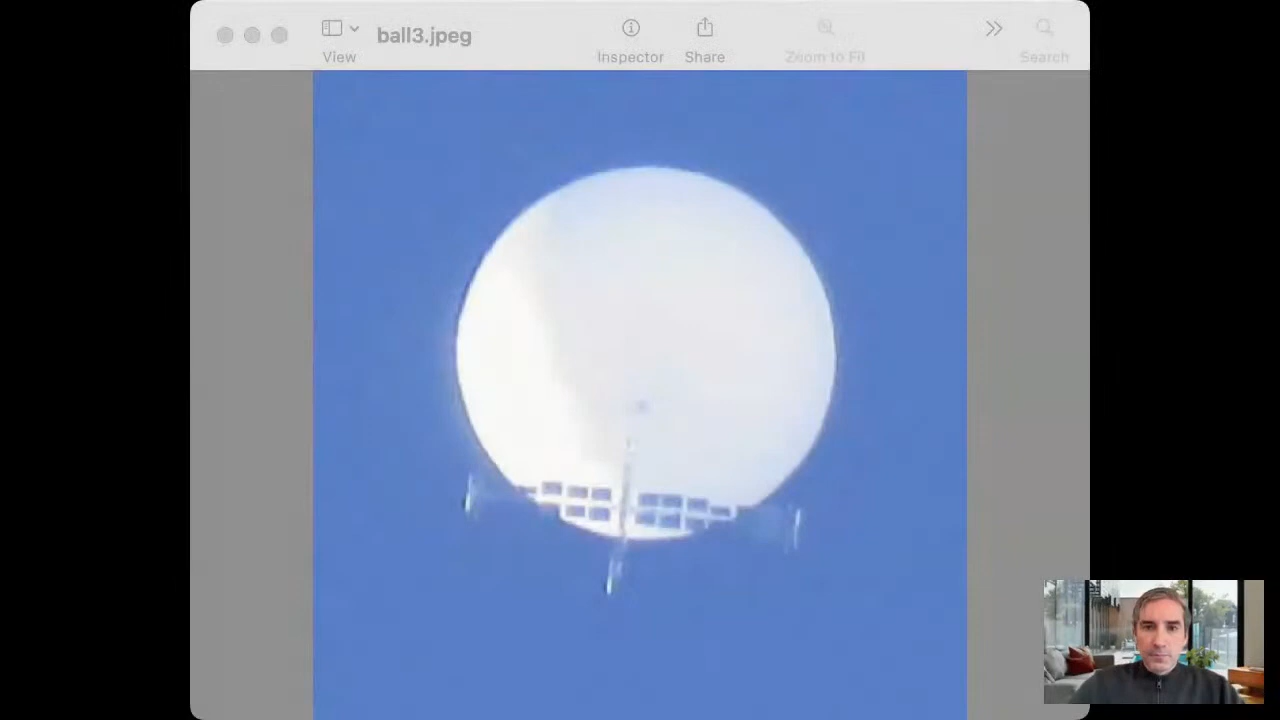 ball3.jpeg
View
Inspector
Share
Zoom to Fit
Search